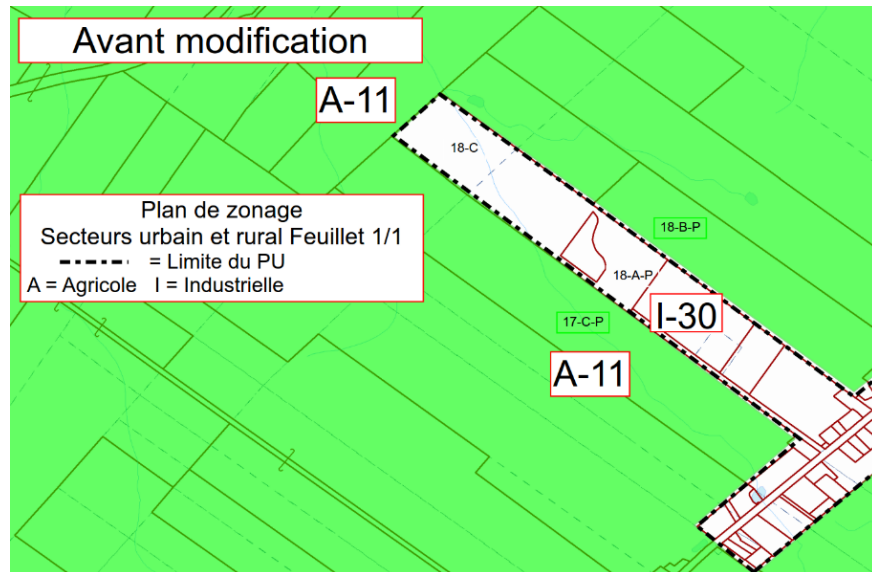 Avant modification
A-11
18-C
Plan de zonage
Secteurs urbain et rural Feuillet 1/1
= Limite du PU
A = Agricole I = Industrielle
18-B-P
18-A-P
I-30
17-C-P
A-11